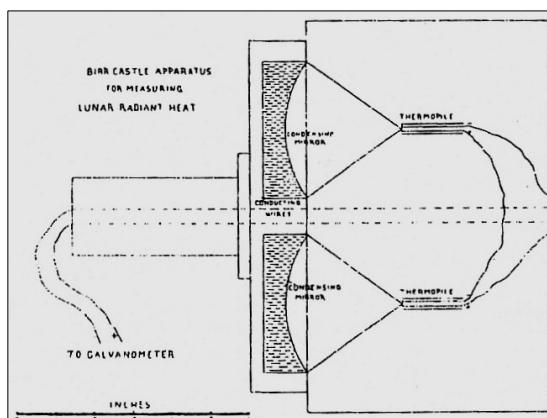 BIRR CASTLE APPARATUS
FOR MEASURING
LUNAR RADIANT HEAT
THERMOPILE
CONDENSING
MIRROR
CONDUCTING
WIRES
CONDENSING
MIRROR
THERMOPILE
TO GALVANOMETER
INCHES